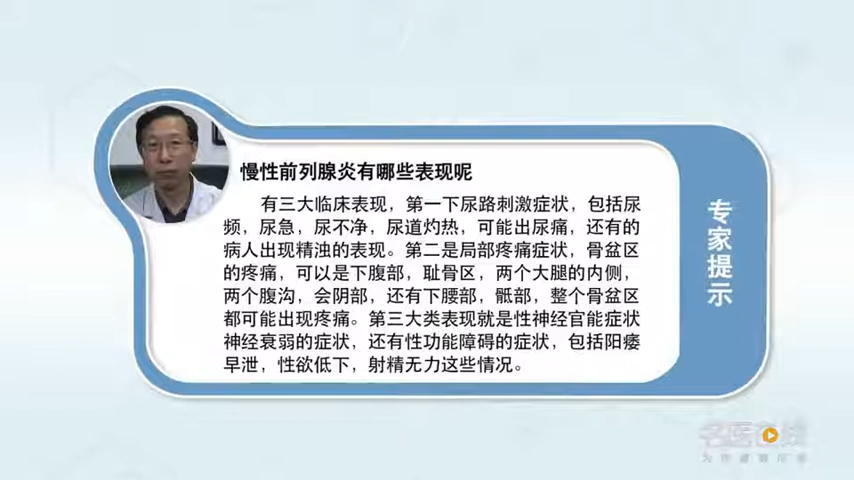 慢性前列腺炎有哪些表现呢
有三大临床表现，第一下尿路刺激症状，包括尿
频，尿急，尿不净，尿道灼热，可能出尿痛，还有的
病人出现精浊的表现。第二是局部疼痛症状，骨盆区
的疼痛，可以是下腹部，耻骨区，两个大腿的内侧，
两个腹沟，会阴部，还有下腰部，骶部，整个骨盆区
都可能出现疼痛。第三大类表现就是性神经官能症状
神经衰弱的症状，还有性功能障碍的症状，包括阳痿
早泄，性欲低下，射精无力这些情况。
专家提示
名医在线